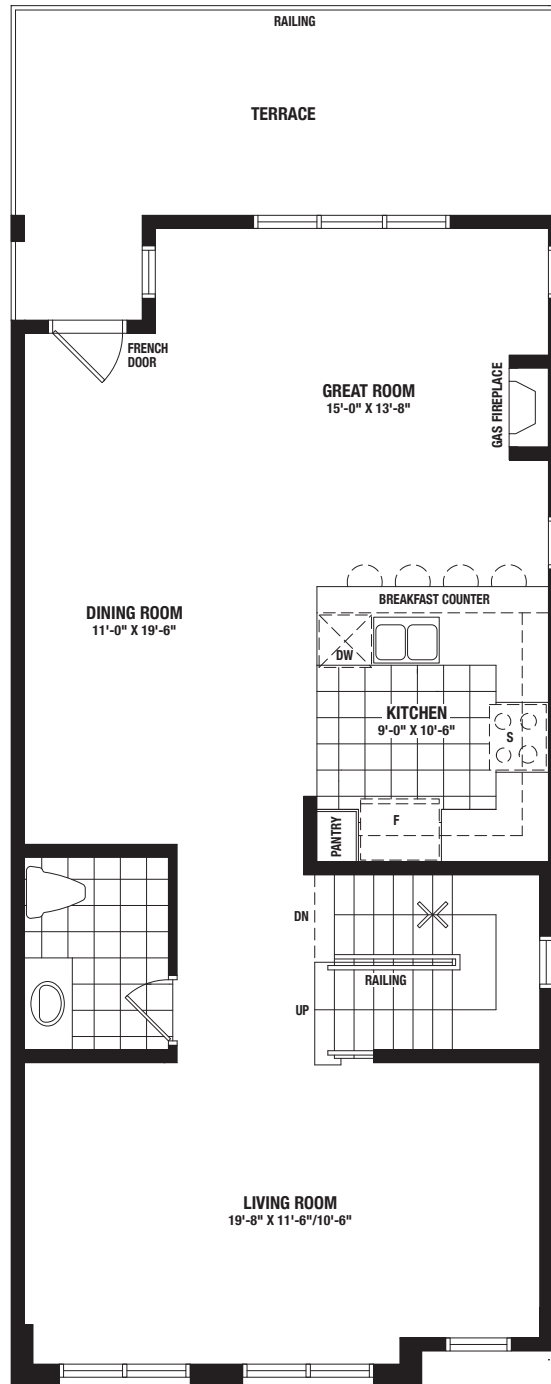 RAILING
TERRACE
FRENCH
DOOR
GREAT ROOM
15'-0" X 13'-8"
GAS FIREPLACE
BREAKFAST COUNTER
DINING ROOM
11'-0" X 19'-6"
DW
KITCHEN
9'-0" X 10'-6"
S
PANTRY
F
DN
RAILING
UP
LIVING ROOM
19'-8" X 11'-6"/10'-6"